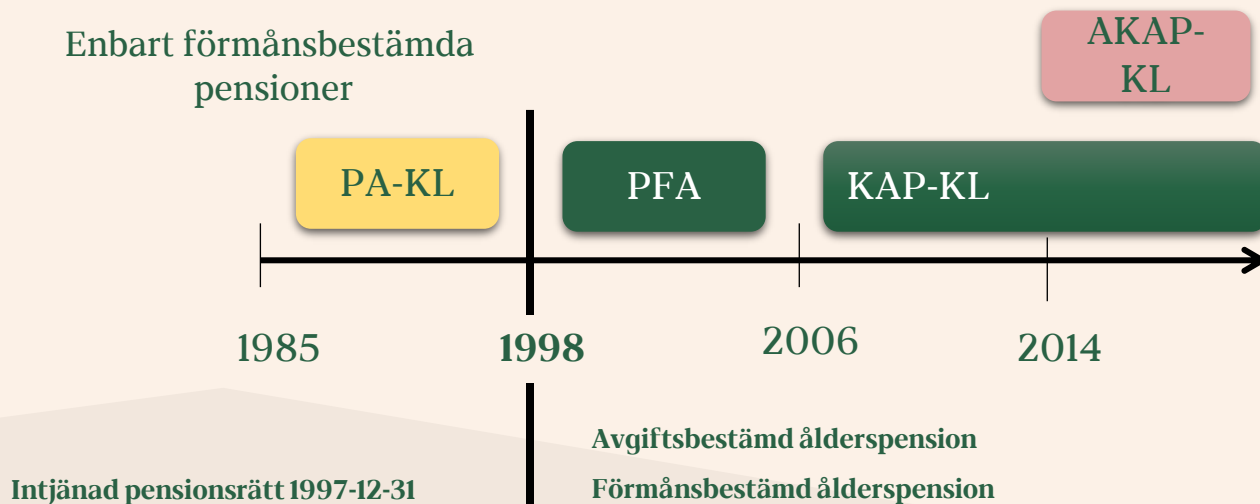 Enbart förmånsbestämda
pensioner
AKAP-
KL
PA-KL
PFA
KAP-KL
1985
1998
2006
2014
Avgiftsbestämd ålderspension
Intjänad pensionsrätt 1997-12-31
Förmånsbestämd ålderspension